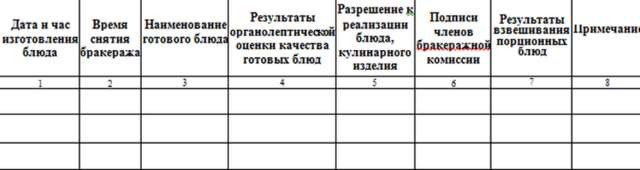 Дата и час
изготовления
блюда
Время
снятия
бракеража
Наименование
готового блюда
Результаты
органолептической
оценки качества
готовых блюд
Разрешение к
реализации
блюда,
кулинарного
изделия
Подписи
членов
бракеражной
комиссии
Результаты
взвешивания
порционных
блюд
Примечание
1 2 3 4 5 6 7 8